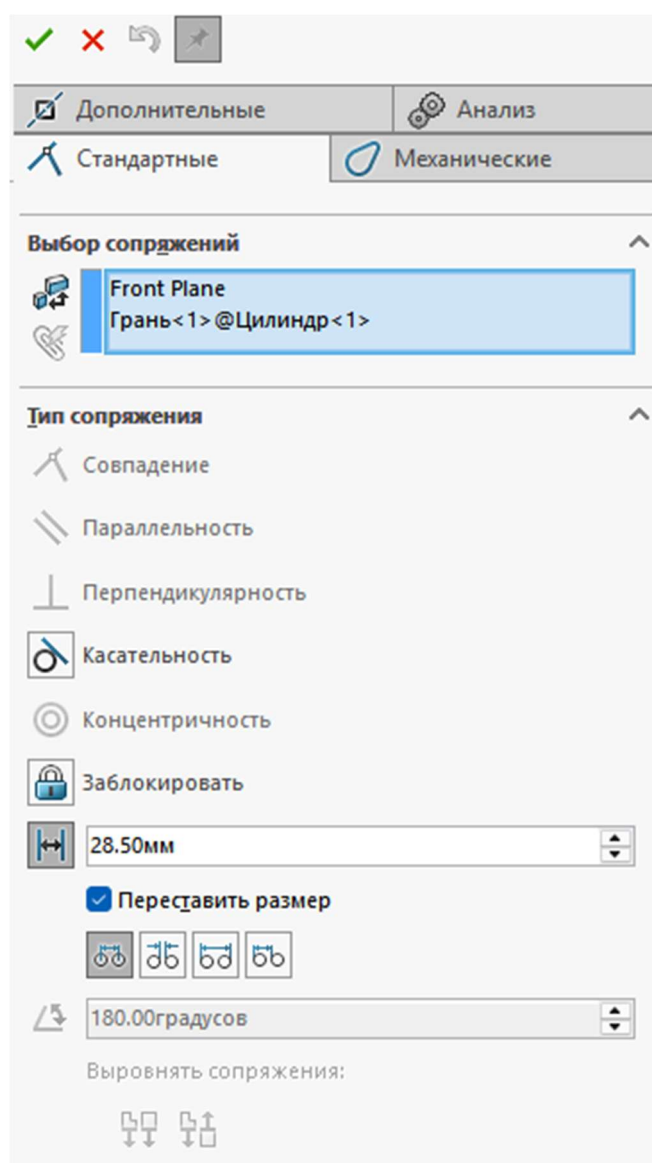 Дополнительные
Анализ
Стандартные
Механические
Выбор сопряжений
Front Plane
Грань<1>@Цилиндр<1>
Тип сопряжения
Совпадение
Параллельность
Перпендикулярность
Касательность
Концентричность
Заблокировать
28.50мм
Переставить размер
180.00градусов
Выровнять сопряжения: